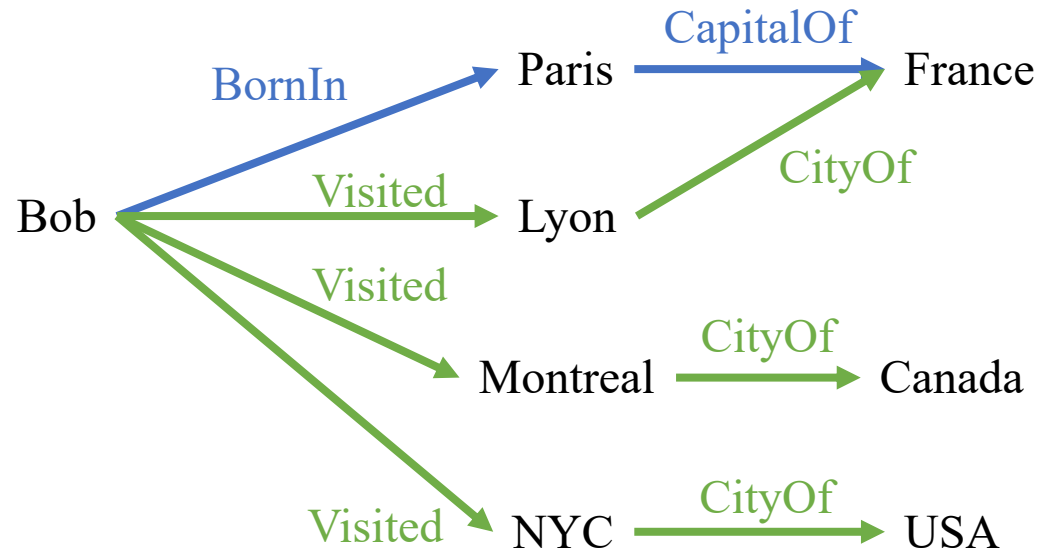 CapitalOf
Paris
France
BornIn
CityOf
Visited
Bob
Lyon
Visited
CityOf
Montreal
Canada
CityOf
Visited
NYC
USA